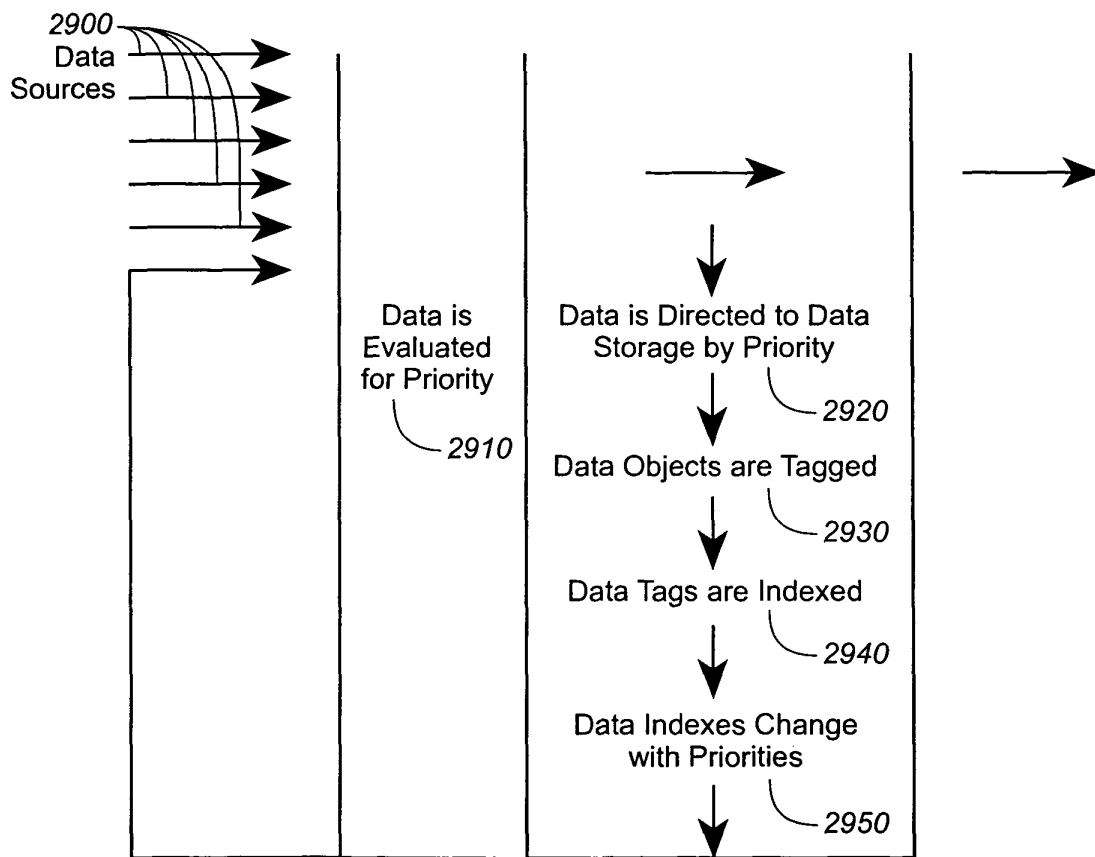 2900
Data
Sources
Data is
Evaluated
for Priority
2910
Data is Directed to Data
Storage by Priority
2920
Data Objects are Tagged
2930
Data Tags are Indexed
2940
Data Indexes Change
with Priorities
2950